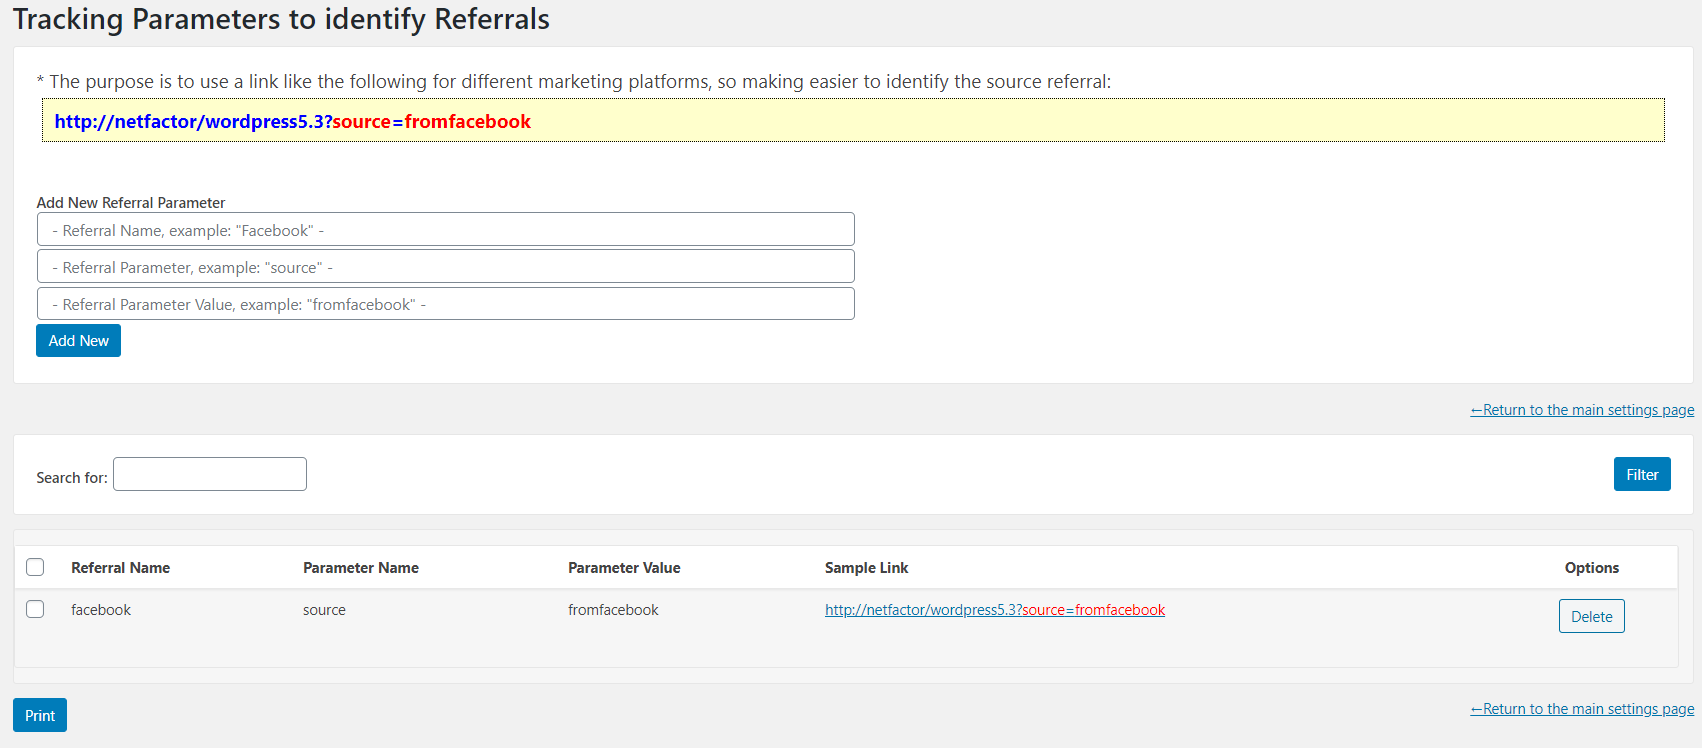 Tracking Parameters to identify Referrals
* The purpose is to use a link like the following for different marketing platforms, so making easier to identify the source referral:
http://netfactor/wordpress5.3?source=fromfacebook
Add New Referral Parameter
- Referral Name, example: "Facebook" -
- Referral Parameter, example: "source" -
- Referral Parameter Value, example: "fromfacebook" -
Add New
←Return to the main settings page
Search for:
Filter
Referral Name Parameter Name Parameter Value Sample Link Options
facebook source fromfacebook http://netfactor/wordpress5.3?source=fromfacebook Delete
Print
←Return to the main settings page